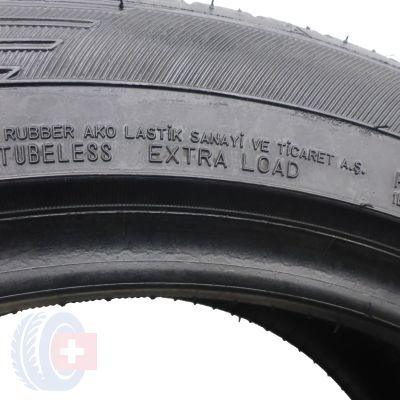 RUBBER AKO LASTİK SANAYİ VE TİCARET A.Ş.
TUBELESS EXTRA LOAD